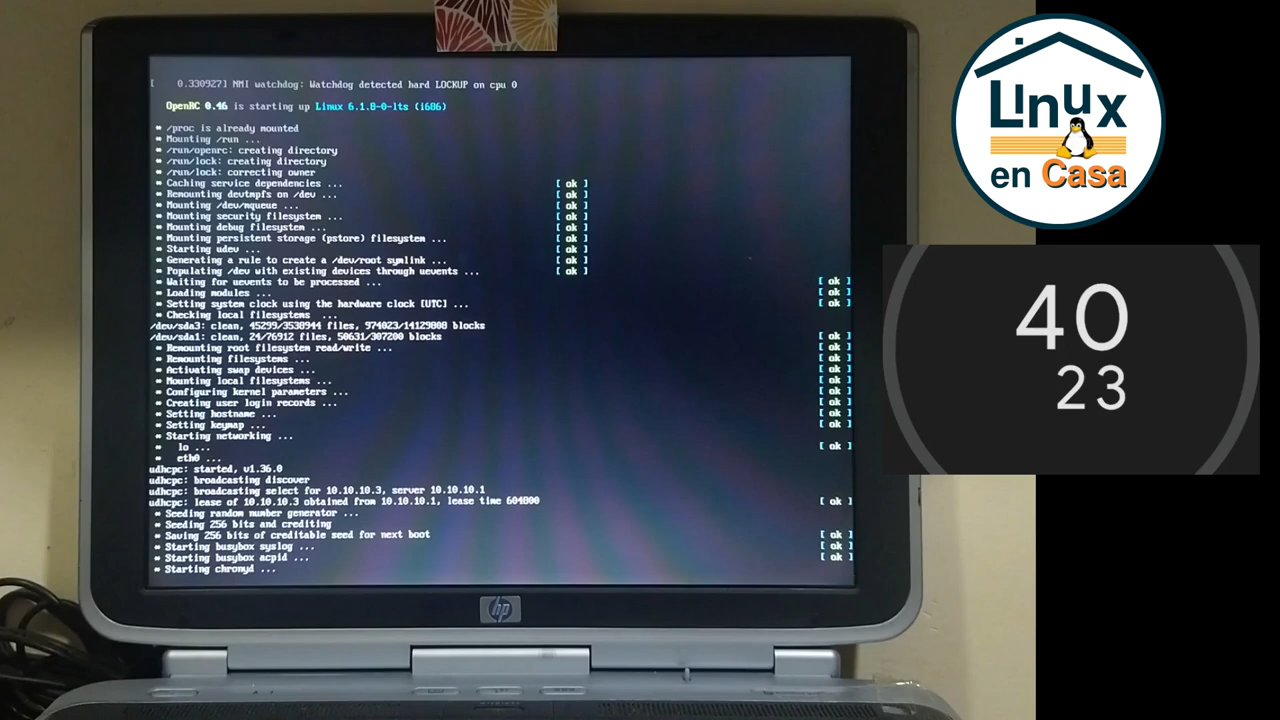 [    0.330927] NMI watchdog: Watchdog detected hard LOCKUP on cpu 0
OpenRC 0.46 is starting up Linux 6.1.8-0-lts (i686)
* /proc is already mounted
* Mounting /run ...
* /run/openrc: creating directory
* /run/lock: creating directory
* /run/lock: correcting owner
* Caching service dependencies ... [ ok ]
* Remounting devtmpfs on /dev ... [ ok ]
* Mounting /dev/mqueue ... [ ok ]
* Mounting security filesystem ... [ ok ]
* Mounting debug filesystem ... [ ok ]
* Mounting persistent storage (pstore) filesystem ... [ ok ]
* Starting udev ... [ ok ]
* Generating a rule to create a /dev/root symlink ... [ ok ]
* Populating /dev with existing devices through uevents ... [ ok ]
* Waiting for uevents to be processed ... [ ok ]
* Loading modules ... [ ok ]
* Setting system clock using the hardware clock [UTC] ... [ ok ]
* Checking local filesystems ...
/dev/sda3: clean, 45299/3538944 files, 974023/14129800 blocks
/dev/sda1: clean, 24/76912 files, 50631/307200 blocks [ ok ]
* Remounting root filesystem read/write ... [ ok ]
* Remounting filesystems ... [ ok ]
* Activating swap devices ... [ ok ]
* Mounting local filesystems ... [ ok ]
* Configuring kernel parameters ... [ ok ]
* Creating user login records ... [ ok ]
* Setting hostname ... [ ok ]
* Setting keymap ... [ ok ]
* Starting networking ...
*   lo ... [ ok ]
*   eth0 ...
udhcpc: started, v1.36.0
udhcpc: broadcasting discover
udhcpc: broadcasting select for 10.10.10.3, server 10.10.10.1
udhcpc: lease of 10.10.10.3 obtained from 10.10.10.1, lease time 604800 [ ok ]
* Seeding random number generator ...
* Seeding 256 bits and crediting
* Saving 256 bits of creditable seed for next boot [ ok ]
* Starting busybox syslog ... [ ok ]
* Starting busybox acpid ... [ ok ]
* Starting chronyd ...
hp
Linux
en Casa
40
23